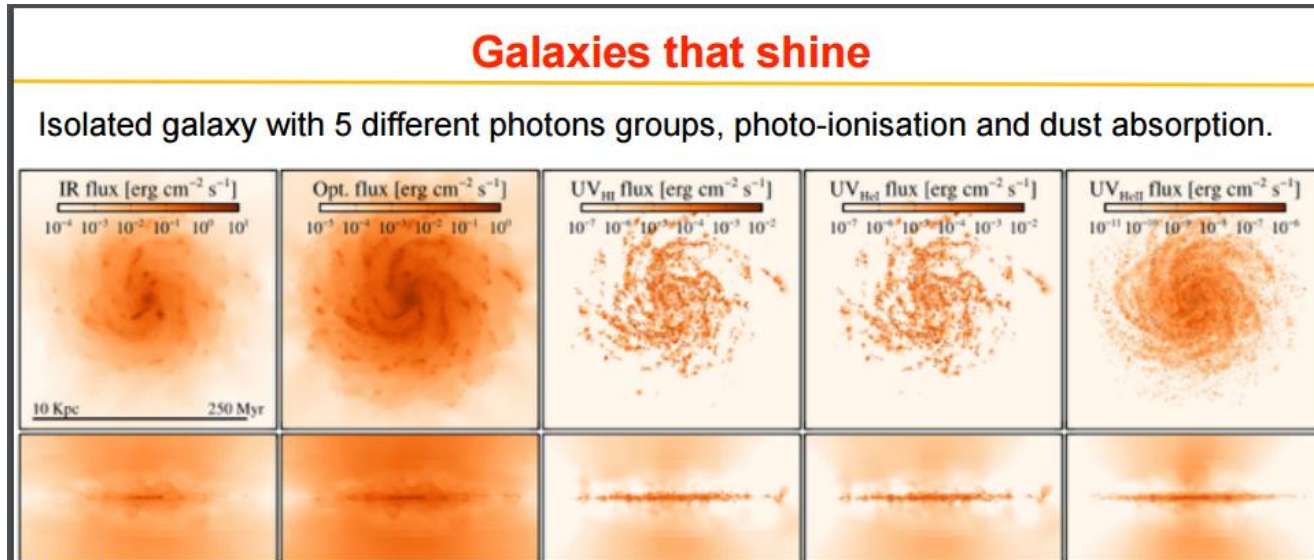 Galaxies that shine
Isolated galaxy with 5 different photons groups, photo-ionisation and dust absorption.
IR flux [erg cm⁻² s⁻¹]
10⁻⁴ 10⁻³ 10⁻² 10⁻¹ 10⁰ 10¹
10 Kpc 250 Myr
Opt. flux [erg cm⁻² s⁻¹]
10⁻⁵ 10⁻⁴ 10⁻³ 10⁻² 10⁻¹ 10⁰
UV_HI flux [erg cm⁻² s⁻¹]
10⁻⁷ 10⁻⁶ 10⁻⁵ 10⁻⁴ 10⁻³ 10⁻²
UV_HeI flux [erg cm⁻² s⁻¹]
10⁻⁷ 10⁻⁶ 10⁻⁵ 10⁻⁴ 10⁻³ 10⁻²
UV_HeII flux [erg cm⁻² s⁻¹]
10⁻¹¹ 10⁻¹⁰ 10⁻⁹ 10⁻⁸ 10⁻⁷ 10⁻⁶